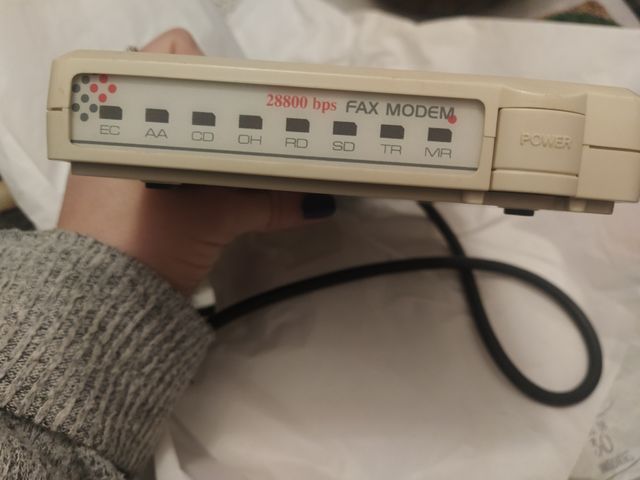 28800 bps FAX MODEM
EC AA CD OH RD SD TR MR
POWER